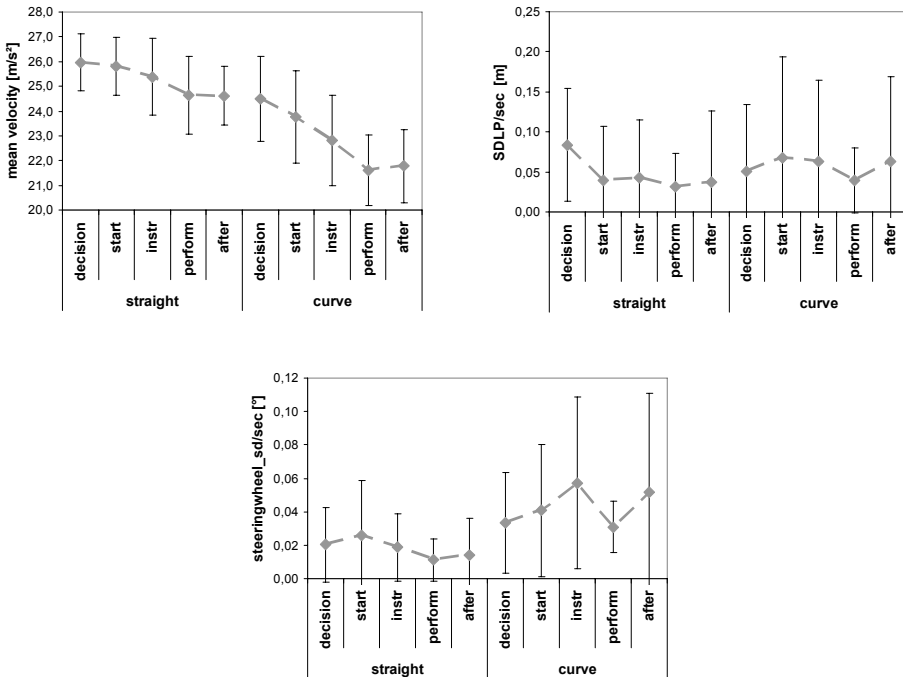 mean velocity [m/s²]
28,0
27,0
26,0
25,0
24,0
23,0
22,0
21,0
20,0
decision
start
instr
perform
after
decision
start
instr
perform
after
straight
curve
SDLP/sec [m]
0,25
0,20
0,15
0,10
0,05
0,00
decision
start
instr
perform
after
decision
start
instr
perform
after
straight
curve
steeringwheel_sd/sec [°]
0,12
0,10
0,08
0,06
0,04
0,02
0,00
decision
start
instr
perform
after
decision
start
instr
perform
after
straight
curve